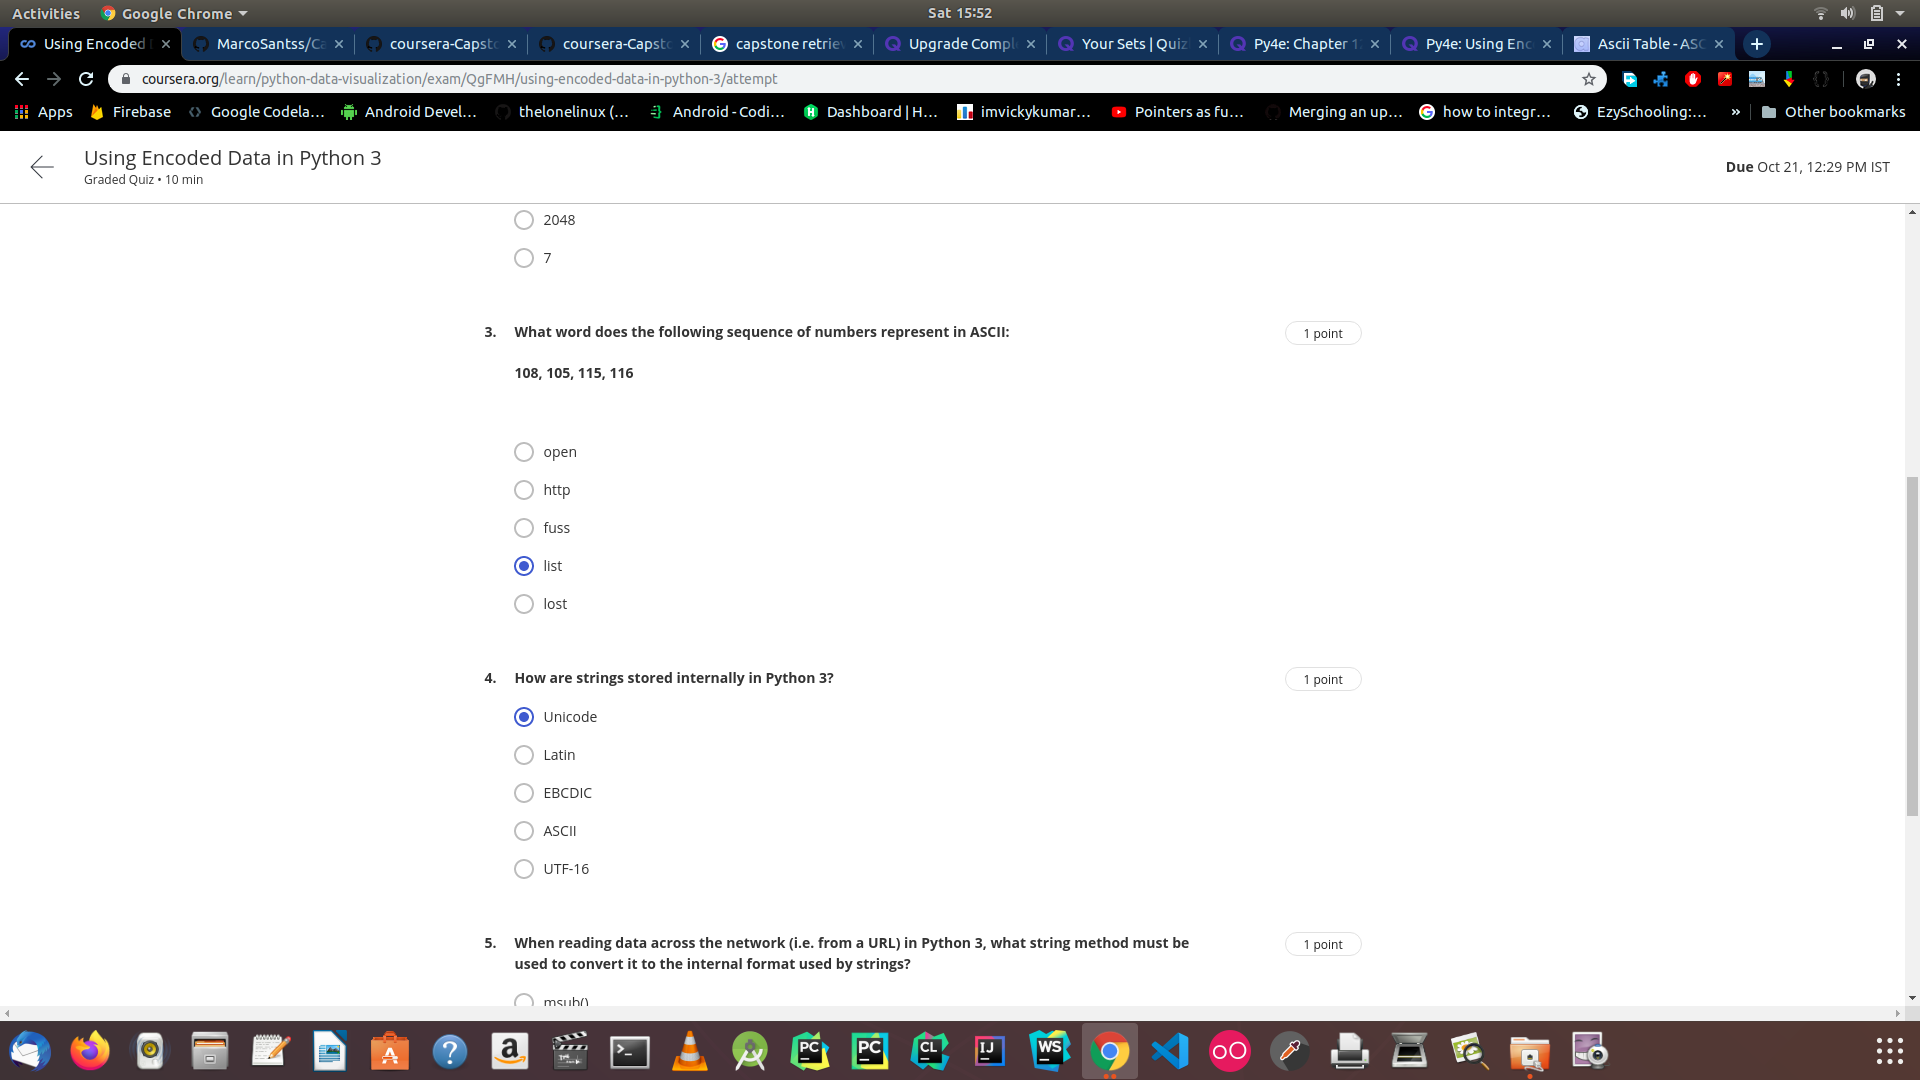 Activities Google Chrome Sat 15:52
Using Encoded MarcoSantss/Ca coursera-Capsto coursera-Capsto capstone retriev Upgrade Compl Your Sets | Quiz Py4e: Chapter 1 Py4e: Using Enc Ascii Table - ASC
coursera.org/learn/python-data-visualization/exam/QgFMH/using-encoded-data-in-python-3/attempt
Apps Firebase Google Codela... Android Devel... thelonelinux (... Android - Codi... Dashboard | H... imvickykumar... Pointers as fu... Merging an up... how to integr... EzySchooling:... » Other bookmarks
Using Encoded Data in Python 3
Graded Quiz • 10 min
Due Oct 21, 12:29 PM IST
2048
7
3. What word does the following sequence of numbers represent in ASCII: 1 point
108, 105, 115, 116
open
http
fuss
list
lost
4. How are strings stored internally in Python 3? 1 point
Unicode
Latin
EBCDIC
ASCII
UTF-16
5. When reading data across the network (i.e. from a URL) in Python 3, what string method must be 1 point
used to convert it to the internal format used by strings?
msub()